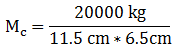 M_c = 20000 kg / 11.5 cm * 6.5cm